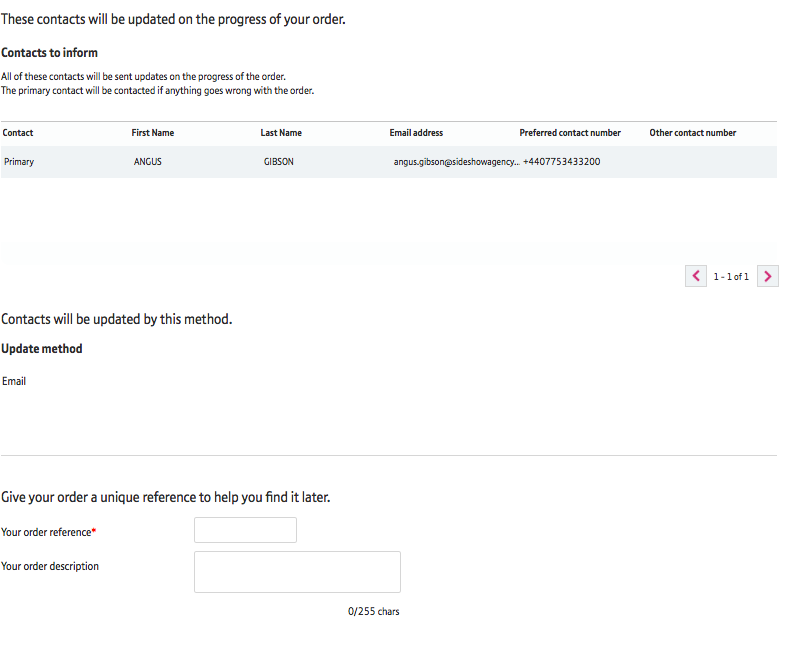 These contacts will be updated on the progress of your order.
Contacts to inform
All of these contacts will be sent updates on the progress of the order.
The primary contact will be contacted if anything goes wrong with the order.
Contact First Name Last Name Email address Preferred contact number Other contact number
Primary ANGUS GIBSON angus.gibson@sideshowagency... +4407753433200
1 - 1 of 1
Contacts will be updated by this method.
Update method
Email
Give your order a unique reference to help you find it later.
Your order reference*
Your order description
0/255 chars